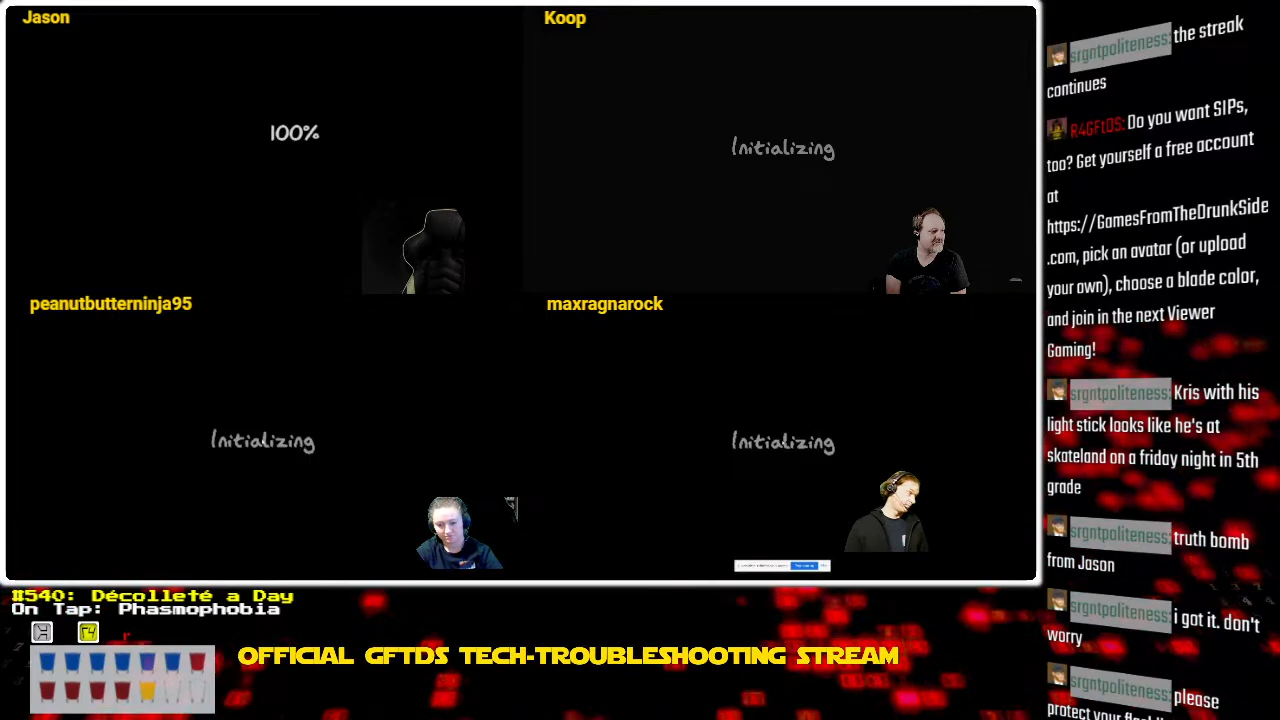 Jason
Koop
100%
Initializing
peanutbutterninja95
maxragnarock
Initializing
Initializing
#540: Décolleté a Day
On Tap: Phasmophobia
OFFICIAL GFTDS TECH-TROUBLESHOOTING STREAM
srgntpoliteness: the streak
continues
R4GFtDS: Do you want SIPs,
too? Get yourself a free account
at
https://GamesFromTheDrunkSide
.com, pick an avatar (or upload
your own), choose a blade color,
and join in the next Viewer
Gaming!
srgntpoliteness: Kris with his
light stick looks like he's at
skateland on a friday night in 5th
grade
srgntpoliteness: truth bomb
from Jason
srgntpoliteness: i got it. don't
worry
srgntpoliteness: please
protect your